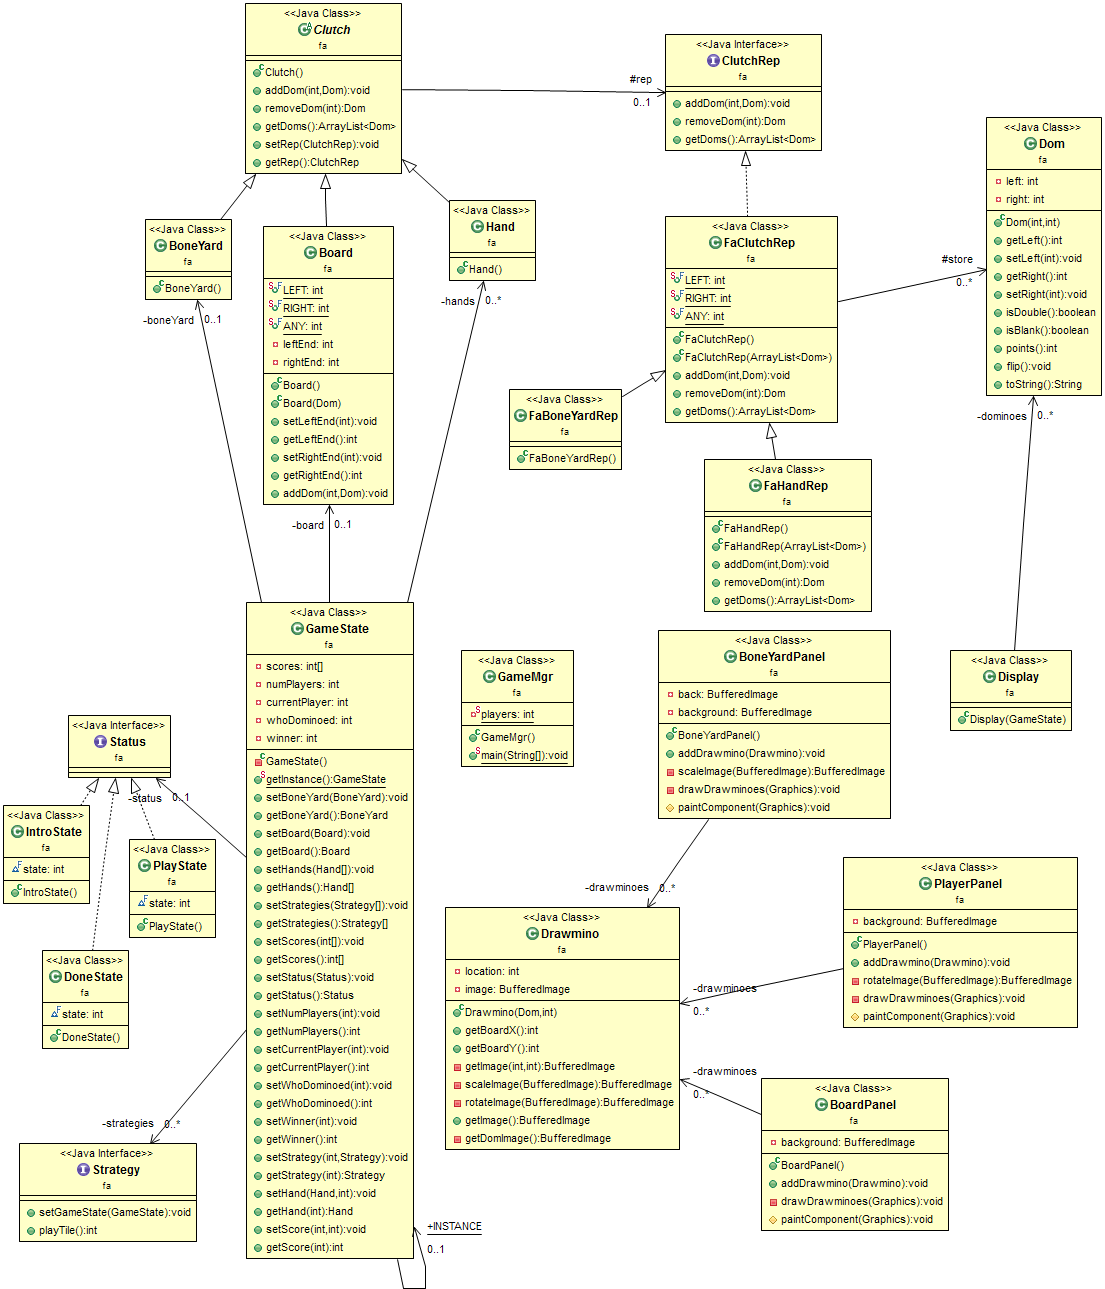 <<Java Class>>
Clutch
fa
Clutch()
addDom(int,Dom):void
removeDom(int):Dom
getDoms():ArrayList<Dom>
setRep(ClutchRep):void
getRep():ClutchRep
#rep
0..1
<<Java Interface>>
ClutchRep
fa
addDom(int,Dom):void
removeDom(int):Dom
getDoms():ArrayList<Dom>
<<Java Class>>
Dom
fa
left: int
right: int
Dom(int,int)
getLeft():int
setLeft(int):void
getRight():int
setRight(int):void
isDouble():boolean
isBlank():boolean
points():int
flip():void
toString():String
<<Java Class>>
BoneYard
fa
BoneYard()
<<Java Class>>
Board
fa
LEFT: int
RIGHT: int
ANY: int
leftEnd: int
rightEnd: int
Board()
Board(Dom)
setLeftEnd(int):void
getLeftEnd():int
setRightEnd(int):void
getRightEnd():int
addDom(int,Dom):void
<<Java Class>>
Hand
fa
Hand()
<<Java Class>>
FaClutchRep
fa
LEFT: int
RIGHT: int
ANY: int
FaClutchRep()
FaClutchRep(ArrayList<Dom>)
addDom(int,Dom):void
removeDom(int):Dom
getDoms():ArrayList<Dom>
#store
0..*
-boneYard
0..1
-hands
0..*
-board
0..1
<<Java Class>>
FaBoneYardRep
fa
FaBoneYardRep()
<<Java Class>>
FaHandRep
fa
FaHandRep()
FaHandRep(ArrayList<Dom>)
addDom(int,Dom):void
removeDom(int):Dom
getDoms():ArrayList<Dom>
-dominoes
0..*
<<Java Class>>
GameState
fa
scores: int[]
numPlayers: int
currentPlayer: int
whoDominoed: int
winner: int
GameState()
getInstance():GameState
setBoneYard(BoneYard):void
getBoneYard():BoneYard
setBoard(Board):void
getBoard():Board
setHands(Hand[]):void
getHands():Hand[]
setStrategies(Strategy[]):void
getStrategies():Strategy[]
setScores(int[]):void
getScores():int[]
setStatus(Status):void
getStatus():Status
setNumPlayers(int):void
getNumPlayers():int
setCurrentPlayer(int):void
getCurrentPlayer():int
setWhoDominoed(int):void
getWhoDominoed():int
setWinner(int):void
getWinner():int
setStrategy(int,Strategy):void
getStrategy(int):Strategy
setHand(Hand,int):void
getHand(int):Hand
setScore(int,int):void
getScore(int):int
+INSTANCE
0..1
<<Java Class>>
GameMgr
fa
players: int
GameMgr()
main(String[]):void
<<Java Class>>
BoneYardPanel
fa
back: BufferedImage
background: BufferedImage
BoneYardPanel()
addDrawmino(Drawmino):void
scaleImage(BufferedImage):BufferedImage
drawDrawminoes(Graphics):void
paintComponent(Graphics):void
<<Java Class>>
Display
fa
Display(GameState)
<<Java Interface>>
Status
fa
-status
0..1
<<Java Class>>
IntroState
fa
state: int
IntroState()
<<Java Class>>
PlayState
fa
state: int
PlayState()
<<Java Class>>
DoneState
fa
state: int
DoneState()
-strategies
0..*
<<Java Interface>>
Strategy
fa
setGameState(GameState):void
playTile():int
-drawminoes
0..*
<<Java Class>>
Drawmino
fa
location: int
image: BufferedImage
Drawmino(Dom,int)
getBoardX():int
getBoardY():int
getImage(int,int):BufferedImage
scaleImage(BufferedImage):BufferedImage
rotateImage(BufferedImage):BufferedImage
getImage():BufferedImage
getDomImage():BufferedImage
<<Java Class>>
PlayerPanel
fa
background: BufferedImage
PlayerPanel()
addDrawmino(Drawmino):void
rotateImage(BufferedImage):BufferedImage
drawDrawminoes(Graphics):void
paintComponent(Graphics):void
-drawminoes
0..*
-drawminoes
0..*
<<Java Class>>
BoardPanel
fa
background: BufferedImage
BoardPanel()
addDrawmino(Drawmino):void
drawDrawminoes(Graphics):void
paintComponent(Graphics):void